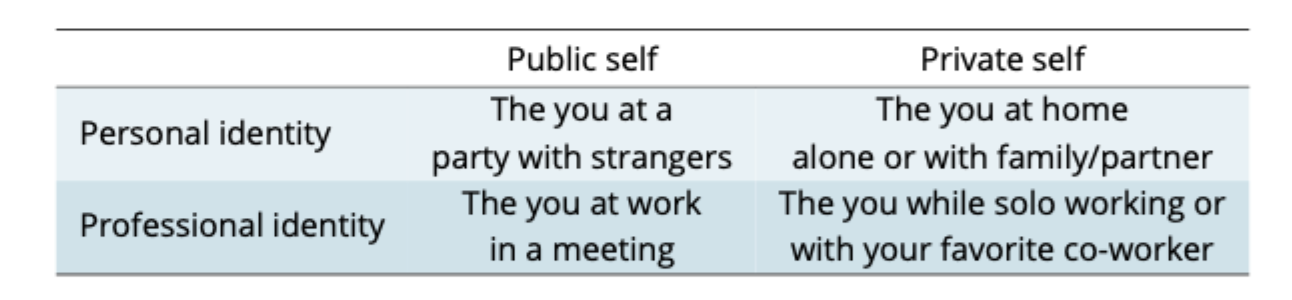 Public self Private self
Personal identity
The you at a
party with strangers
The you at home
alone or with family/partner
Professional identity
The you at work
in a meeting
The you while solo working or
with your favorite co-worker